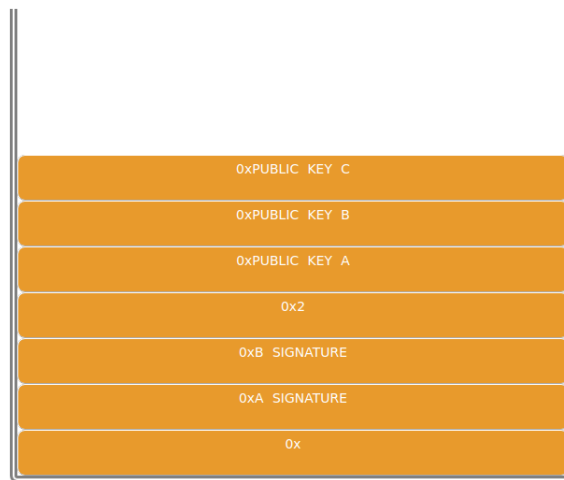 0xPUBLIC KEY C
0xPUBLIC KEY B
0xPUBLIC KEY A
0x2
0xB SIGNATURE
0xA SIGNATURE
0x